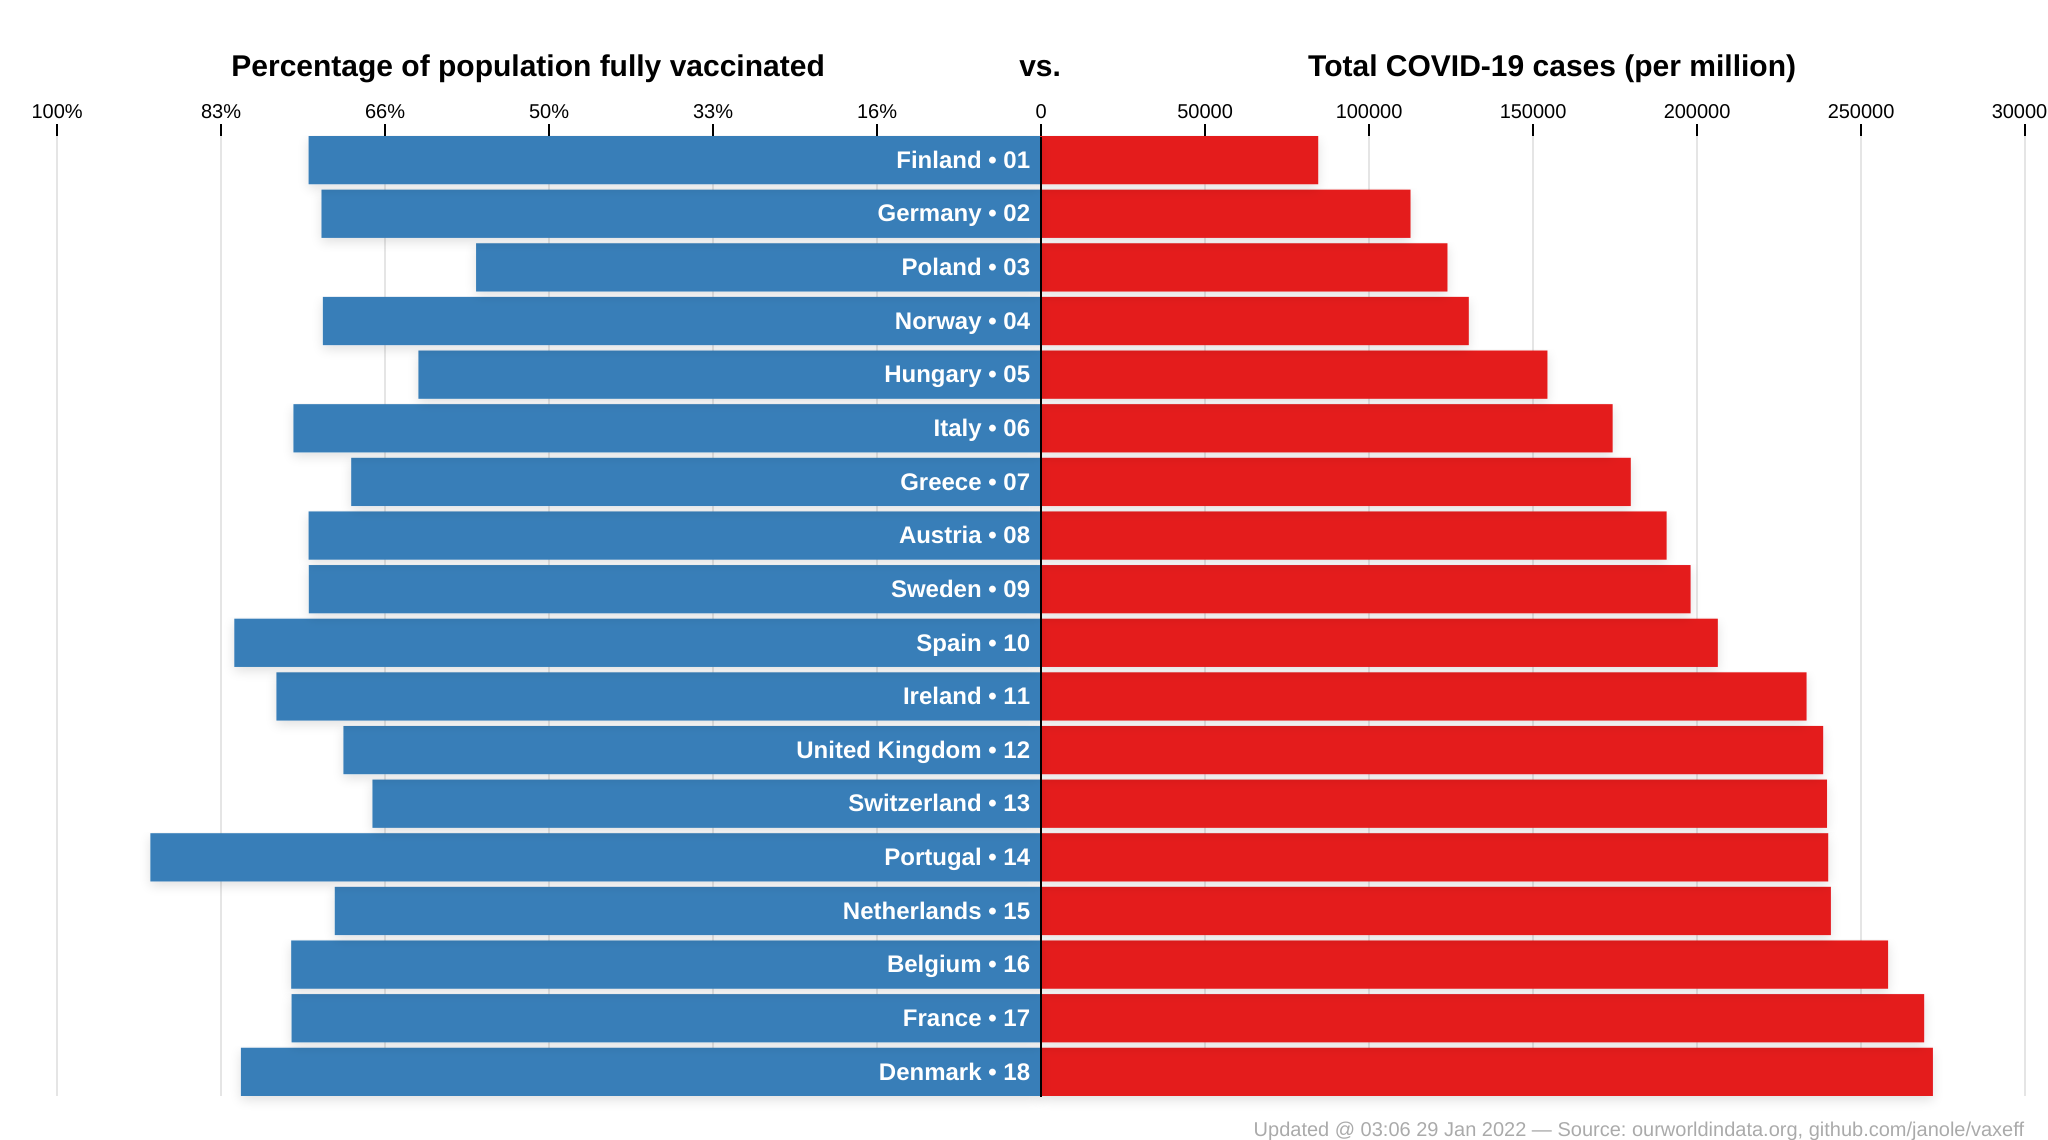 Percentage of population fully vaccinated vs. Total COVID-19 cases (per million)
100% 83% 66% 50% 33% 16% 0 50000 100000 150000 200000 250000 30000
Finland • 01
Germany • 02
Poland • 03
Norway • 04
Hungary • 05
Italy • 06
Greece • 07
Austria • 08
Sweden • 09
Spain • 10
Ireland • 11
United Kingdom • 12
Switzerland • 13
Portugal • 14
Netherlands • 15
Belgium • 16
France • 17
Denmark • 18
Updated @ 03:06 29 Jan 2022 — Source: ourworldindata.org, github.com/janole/vaxeff